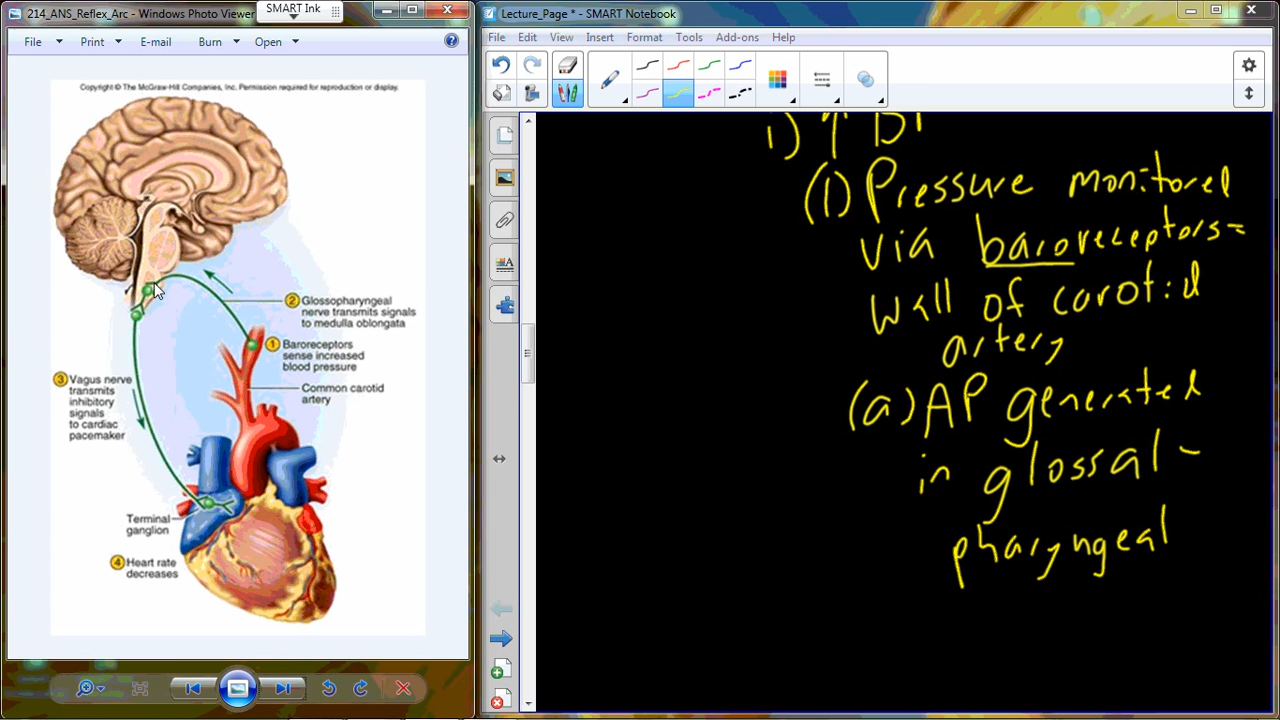 214_ANS_Reflex_Arc - Windows Photo Viewer
SMART Ink
File Print E-mail Burn Open
Copyright © The McGraw-Hill Companies, Inc. Permission required for reproduction or display.
2 Glossopharyngeal
nerve transmits signals
to medulla oblongata
1 Baroreceptors
sense increased
blood pressure
Common carotid
artery
3 Vagus nerve
transmits
inhibitory
signals
to cardiac
pacemaker
Terminal
ganglion
4 Heart rate
decreases
Lecture_Page * - SMART Notebook
File Edit View Insert Format Tools Add-ons Help
i) ↑ BP
(1) Pressure monitored
via baroreceptors-
wall of carotid
artery
(a) AP generated
in glossal-
pharyngeal